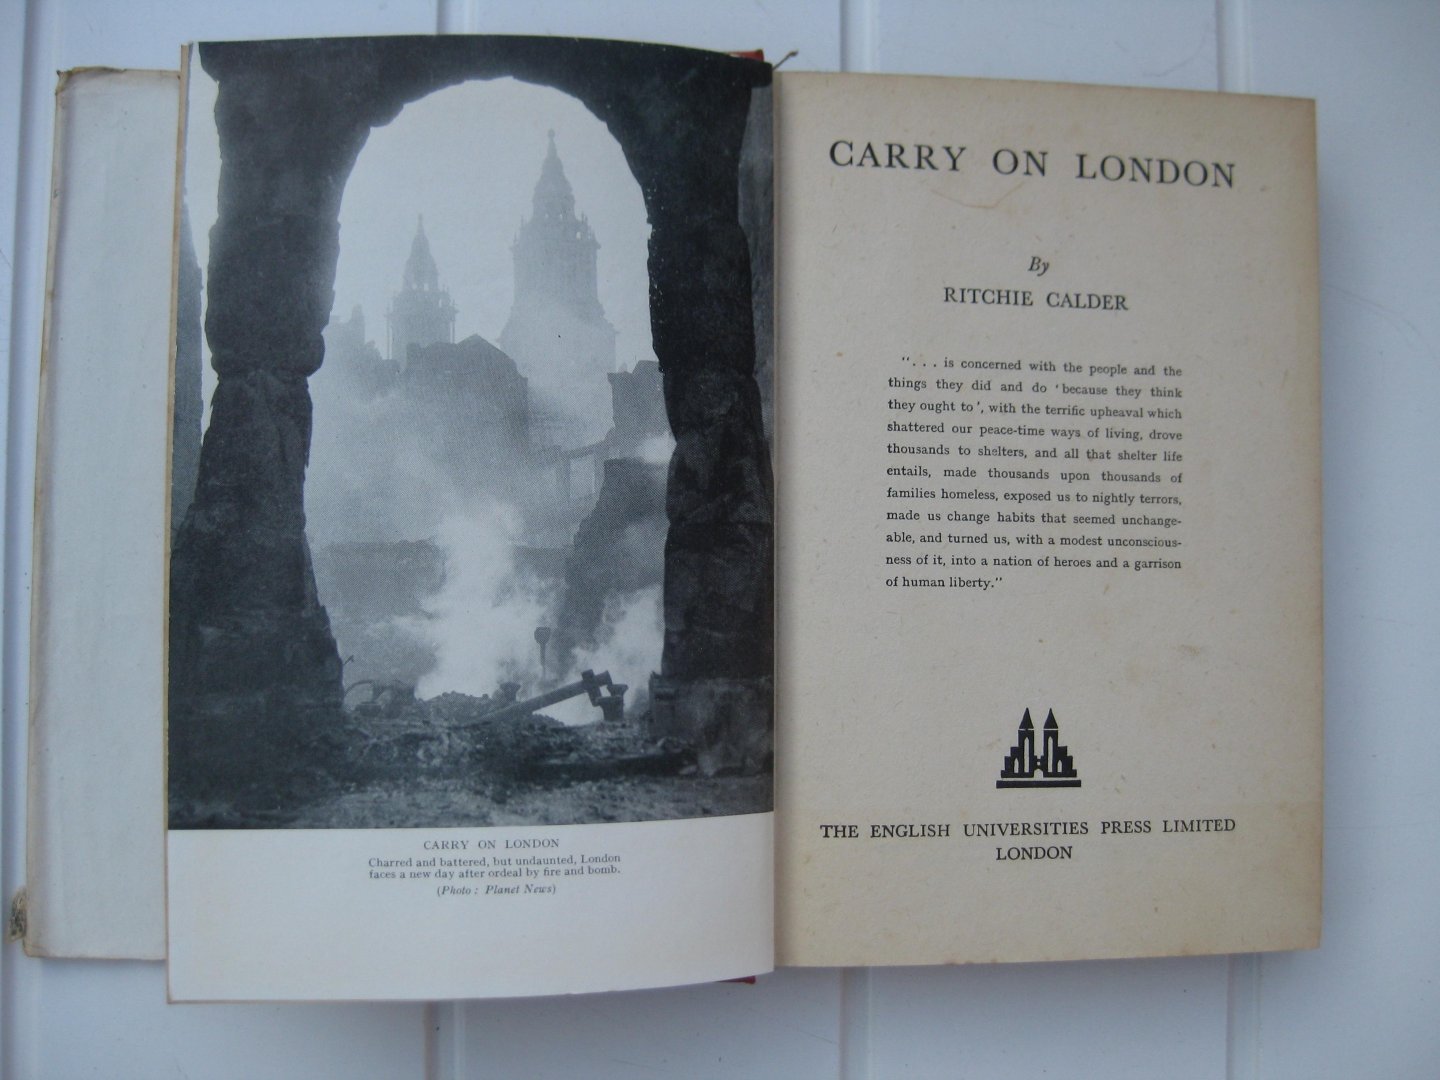 CARRY ON LONDON
Charred and battered, but undaunted, London
faces a new day after ordeal by fire and bomb.
(Photo : Planet News)
CARRY ON LONDON
By
RITCHIE CALDER
". . . is concerned with the people and the
things they did and do ‘because they think
they ought to’, with the terrific upheaval which
shattered our peace-time ways of living, drove
thousands to shelters, and all that shelter life
entails, made thousands upon thousands of
families homeless, exposed us to nightly terrors,
made us change habits that seemed unchange-
able, and turned us, with a modest unconscious-
ness of it, into a nation of heroes and a garrison
of human liberty."
THE ENGLISH UNIVERSITIES PRESS LIMITED
LONDON